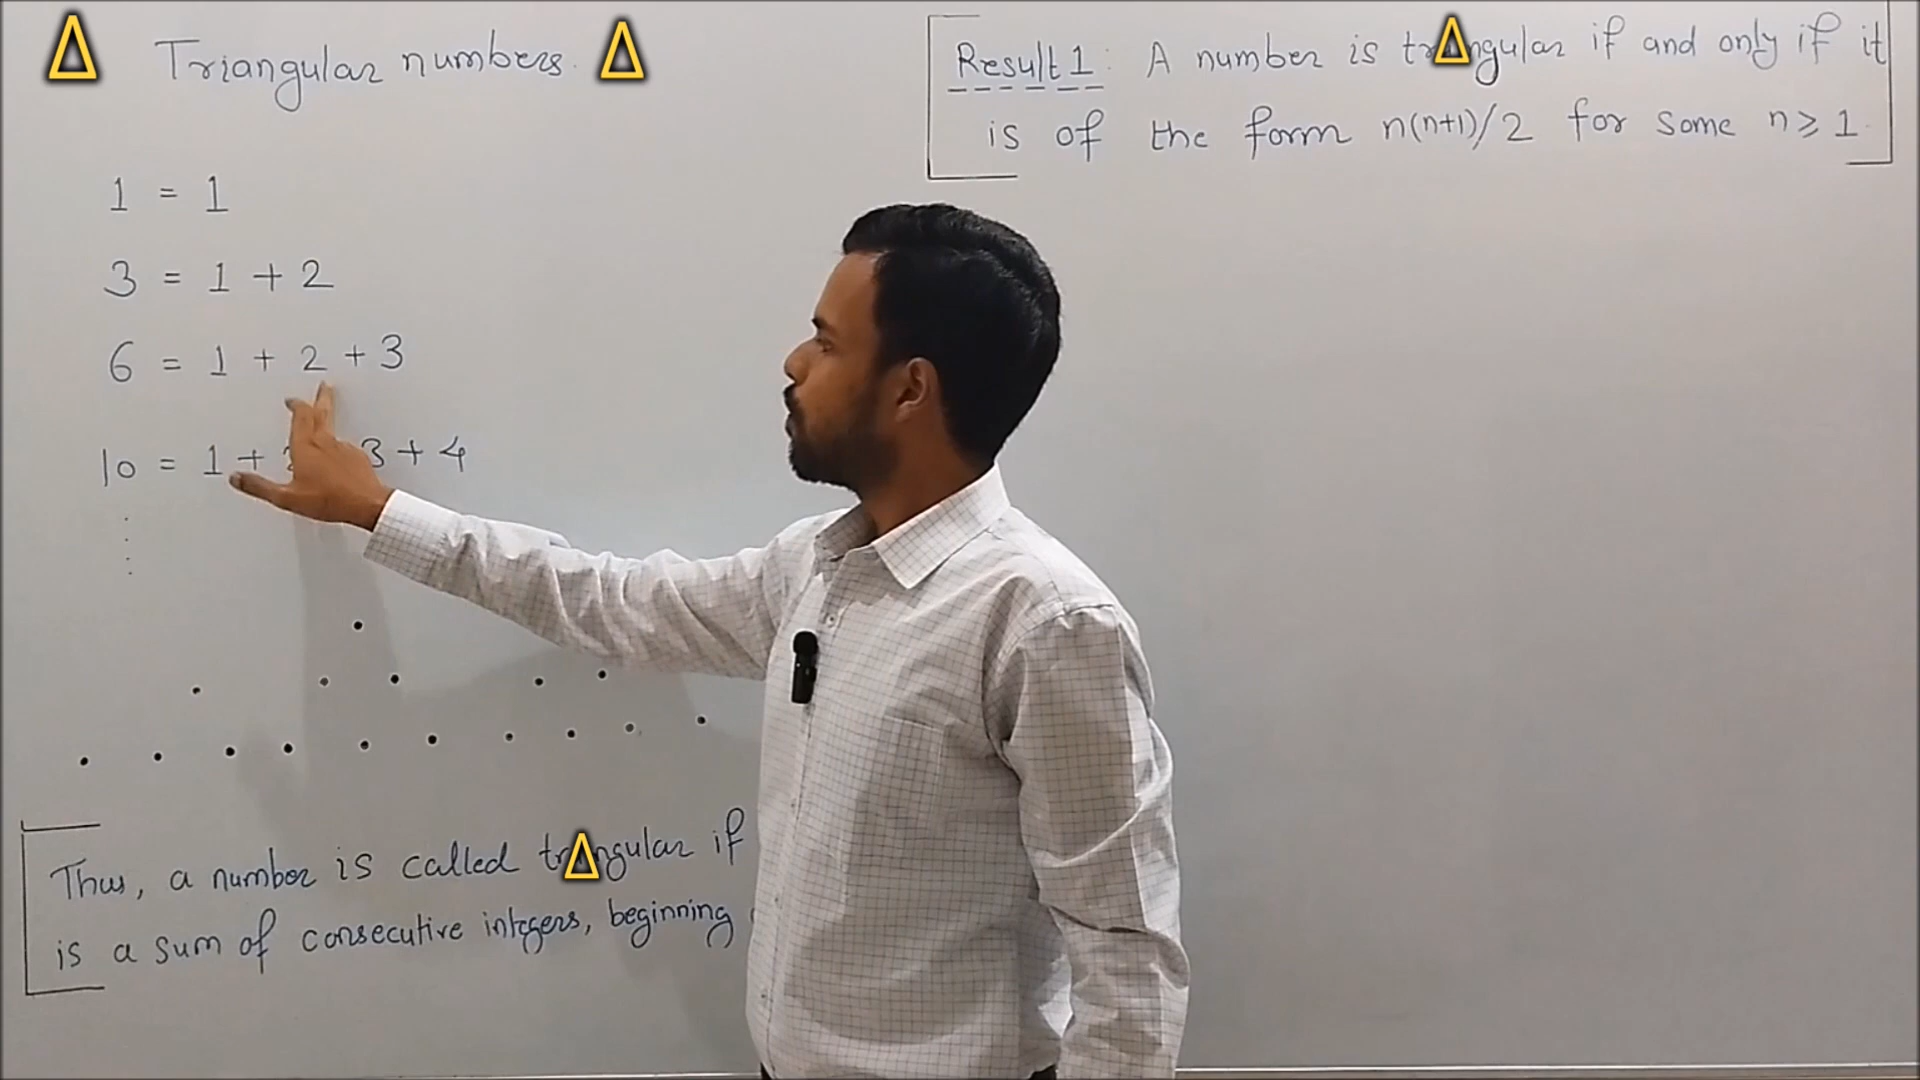 Triangular numbers.
1 = 1
3 = 1 + 2
6 = 1 + 2 + 3
10 = 1 + 3 + 4
Thus, a number is called triangular if
is a sum of consecutive integers, beginning
Result 1: A number is triangular if and only if it
is of the form n(n+1)/2 for some n ≥ 1.